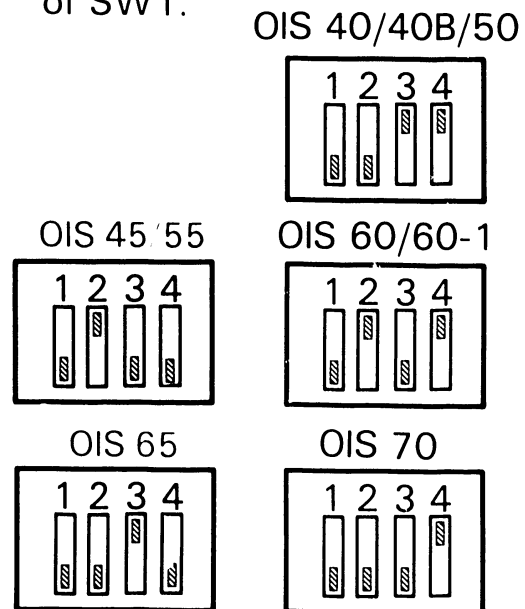 of SW1.
OIS 40/40B/50
1 2 3 4
OIS 45/55
1 2 3 4
OIS 60/60-1
1 2 3 4
OIS 65
1 2 3 4
OIS 70
1 2 3 4